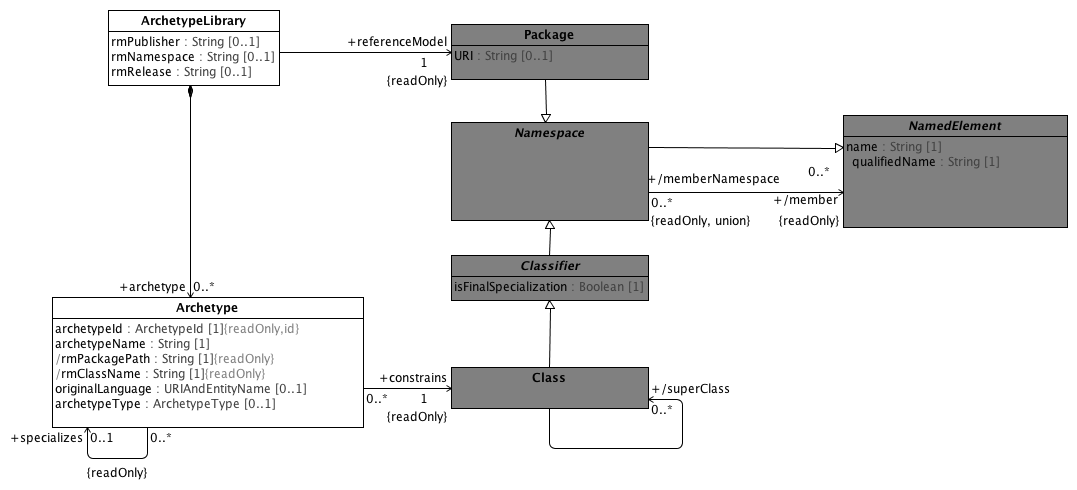 ArchetypeLibrary
rmPublisher : String [0..1]
rmNamespace : String [0..1]
rmRelease : String [0..1]
+referenceModel
1
{readOnly}
Package
URI : String [0..1]
Namespace
NamedElement
name : String [1]
qualifiedName : String [1]
+/memberNamespace
0..*
{readOnly, union}
0..*
+/member
{readOnly}
Classifier
isFinalSpecialization : Boolean [1]
+archetype
0..*
Archetype
archetypeId : ArchetypeId [1]{readOnly,id}
archetypeName : String [1]
/rmPackagePath : String [1]{readOnly}
/rmClassName : String [1]{readOnly}
originalLanguage : URIAndEntityName [0..1]
archetypeType : ArchetypeType [0..1]
+constrains
0..*
1
{readOnly}
Class
+/superClass
0..*
+specializes
0..1
0..*
{readOnly}